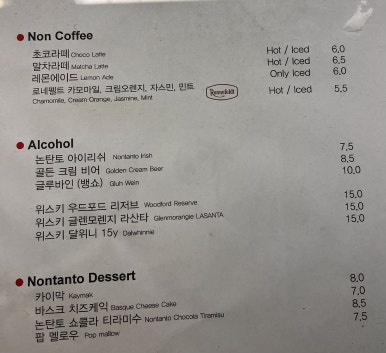 Non Coffee
초코라떼 Choco Latte Hot / Iced 6,0
말차라떼 Matcha Latte Hot / Iced 6,5
레몬에이드 Lemon Ade Only Iced 6,0
로네펠트 카모마일, 크림오렌지, 자스민, 민트 Ronnefeldt Hot / Iced 5,5
Chamomile, Cream Orange, Jasmine, Mint
Alcohol
논탄토 아이리쉬 Nontanto Irish 7,5
골든 크림 비어 Golden Cream Beer 8,5
글루바인 (뱅쇼) Gluh Wein 10,0
위스키 우드포드 리저브 Woodford Reserve 15,0
위스키 글렌모렌지 라산타 Glenmorangie LASANTA 15,0
위스키 달위니 15y Dalwhinnie 15,0
Nontanto Dessert
카이막 Kaymak 8,0
바스크 치즈케익 Basque Cheese Cake 7,0
논탄토 쇼콜라 티라미수 Nontanto Chocola Tiramisu 8,5
팝 멜로우 Pop mallow 7,5